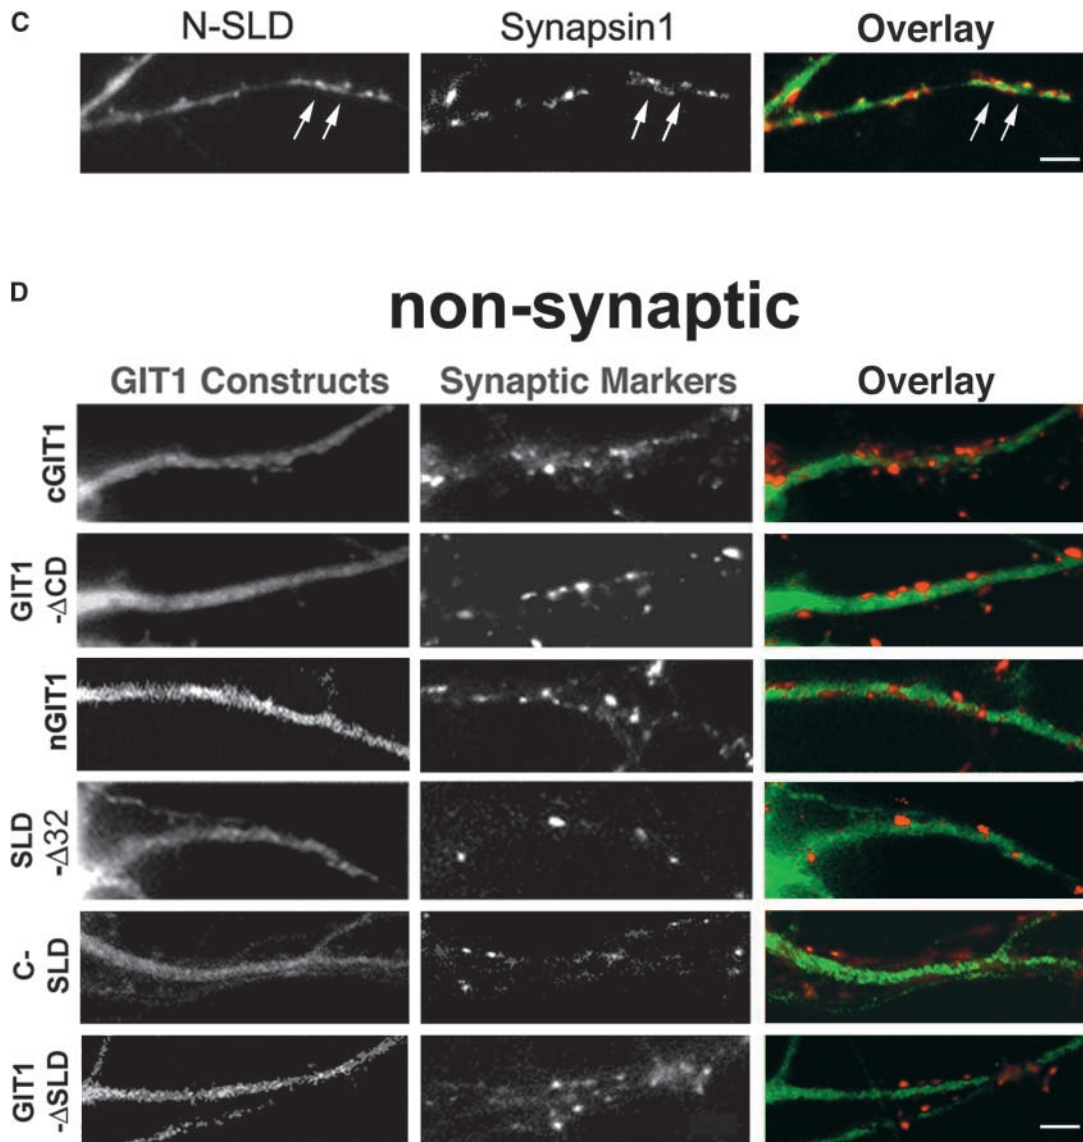 C
N-SLD Synapsin1 Overlay
D
non-synaptic
GIT1 Constructs Synaptic Markers Overlay
cGIT1
GIT1
-ΔCD
nGIT1
SLD
-Δ32
C-
SLD
GIT1
-ΔSLD